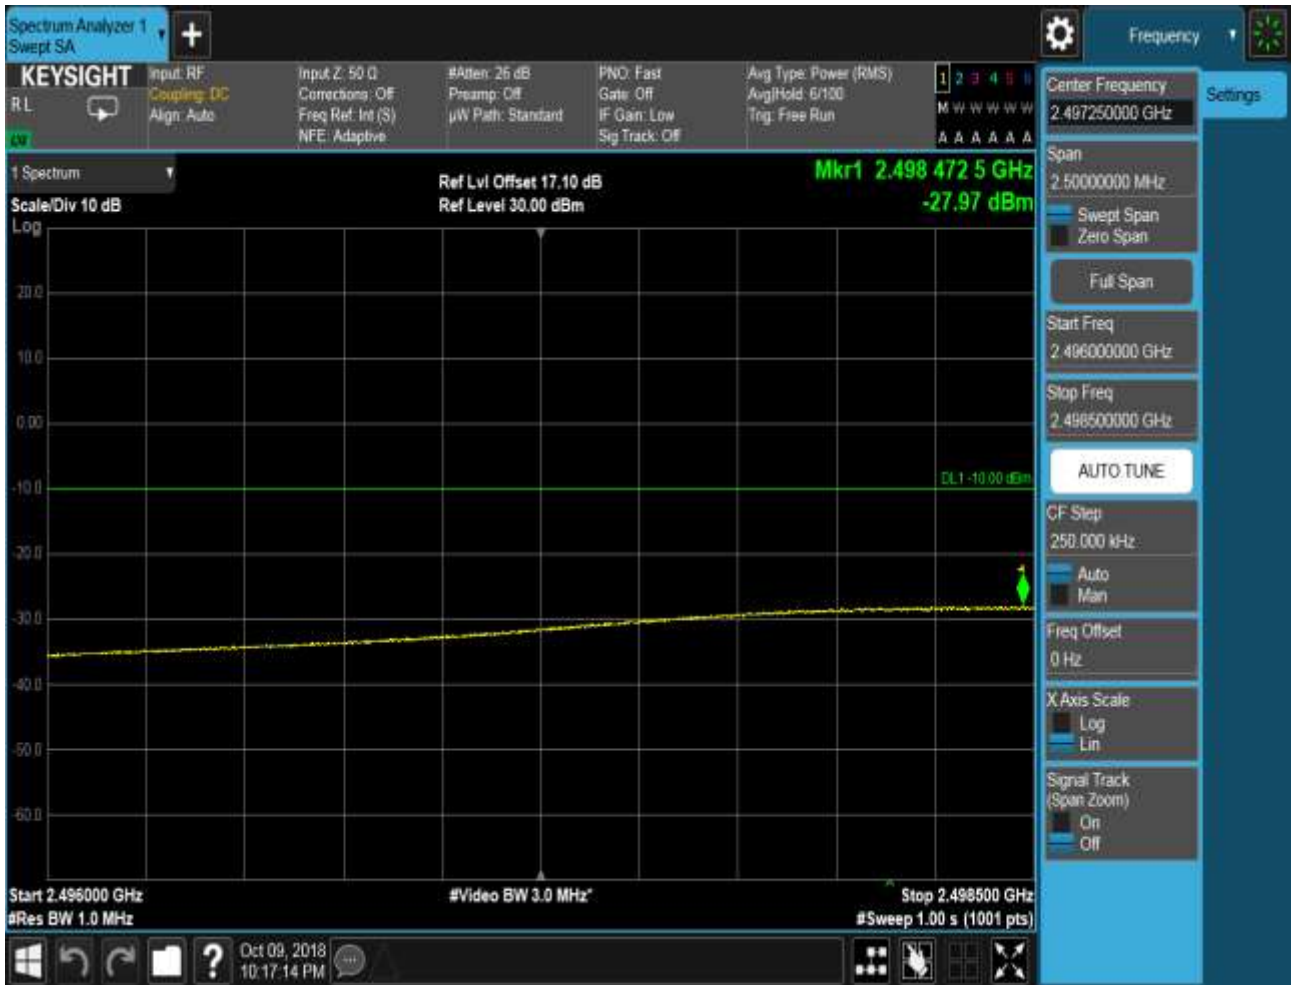 Spectrum Analyzer 1
Swept SA
+
Frequency
KEYSIGHT
RL
Input: RF
Coupling: DC
Align: Auto
Input Z: 50 Ω
Corrections: Off
Freq Ref: Int (S)
NFE: Adaptive
#Atten: 26 dB
Preamp: Off
µW Path: Standard
PNO: Fast
Gate: Off
IF Gain: Low
Sig Track: Off
Avg Type: Power (RMS)
Avg|Hold: 6/100
Trig: Free Run
1 2 3 4 5 6
M W W W W W
A A A A A A
1 Spectrum
Scale/Div 10 dB
Log
Ref Lvl Offset 17.10 dB
Ref Level 30.00 dBm
Mkr1 2.498 472 5 GHz
-27.97 dBm
20.0
10.0
0.00
-10.0
-20.0
-30.0
-40.0
-50.0
-60.0
DL1 -10.00 dBm
1
Start 2.496000 GHz
#Res BW 1.0 MHz
#Video BW 3.0 MHz*
Stop 2.498500 GHz
#Sweep 1.00 s (1001 pts)
?
Oct 09, 2018
10:17:14 PM
Center Frequency
2.497250000 GHz
Settings
Span
2.50000000 MHz
Swept Span
Zero Span
Full Span
Start Freq
2.496000000 GHz
Stop Freq
2.498500000 GHz
AUTO TUNE
CF Step
250.000 kHz
Auto
Man
Freq Offset
0 Hz
X Axis Scale
Log
Lin
Signal Track
(Span Zoom)
On
Off